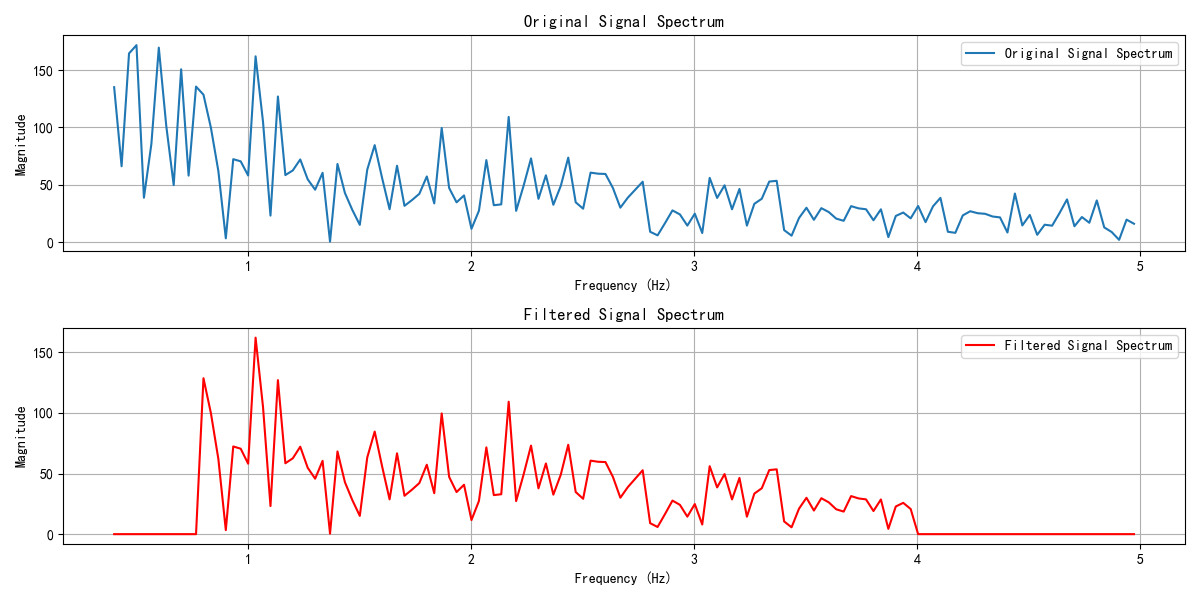 Original Signal Spectrum
Original Signal Spectrum
150
100
50
0
Magnitude
1 2 3 4 5
Frequency (Hz)
Filtered Signal Spectrum
Filtered Signal Spectrum
150
100
50
0
Magnitude
1 2 3 4 5
Frequency (Hz)